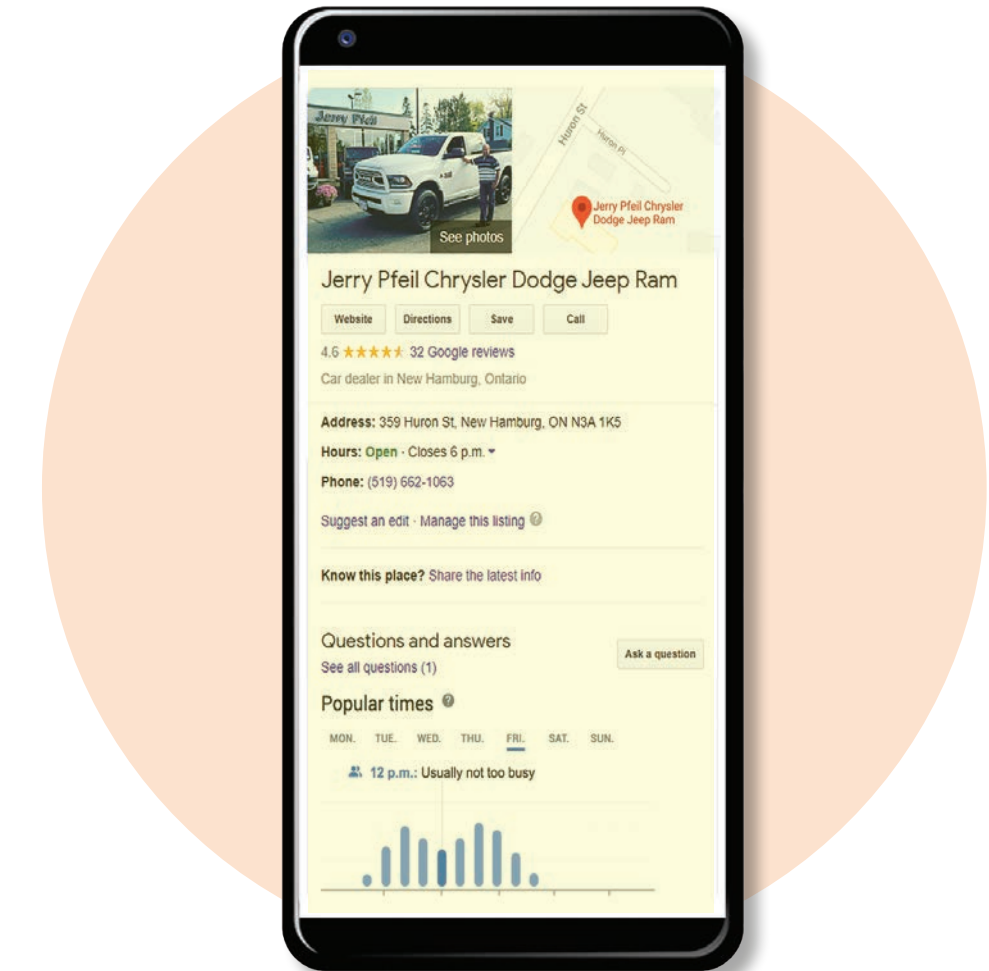 Jerry Pfeil
See photos
Huron St
Huron Pl
Jerry Pfeil Chrysler
Dodge Jeep Ram
Jerry Pfeil Chrysler Dodge Jeep Ram
Website Directions Save Call
4.6 32 Google reviews
Car dealer in New Hamburg, Ontario
Address: 359 Huron St, New Hamburg, ON N3A 1K5
Hours: Open · Closes 6 p.m.
Phone: (519) 662-1063
Suggest an edit · Manage this listing ?
Know this place? Share the latest info
Questions and answers
Ask a question
See all questions (1)
Popular times ?
MON. TUE. WED. THU. FRI. SAT. SUN.
12 p.m.: Usually not too busy